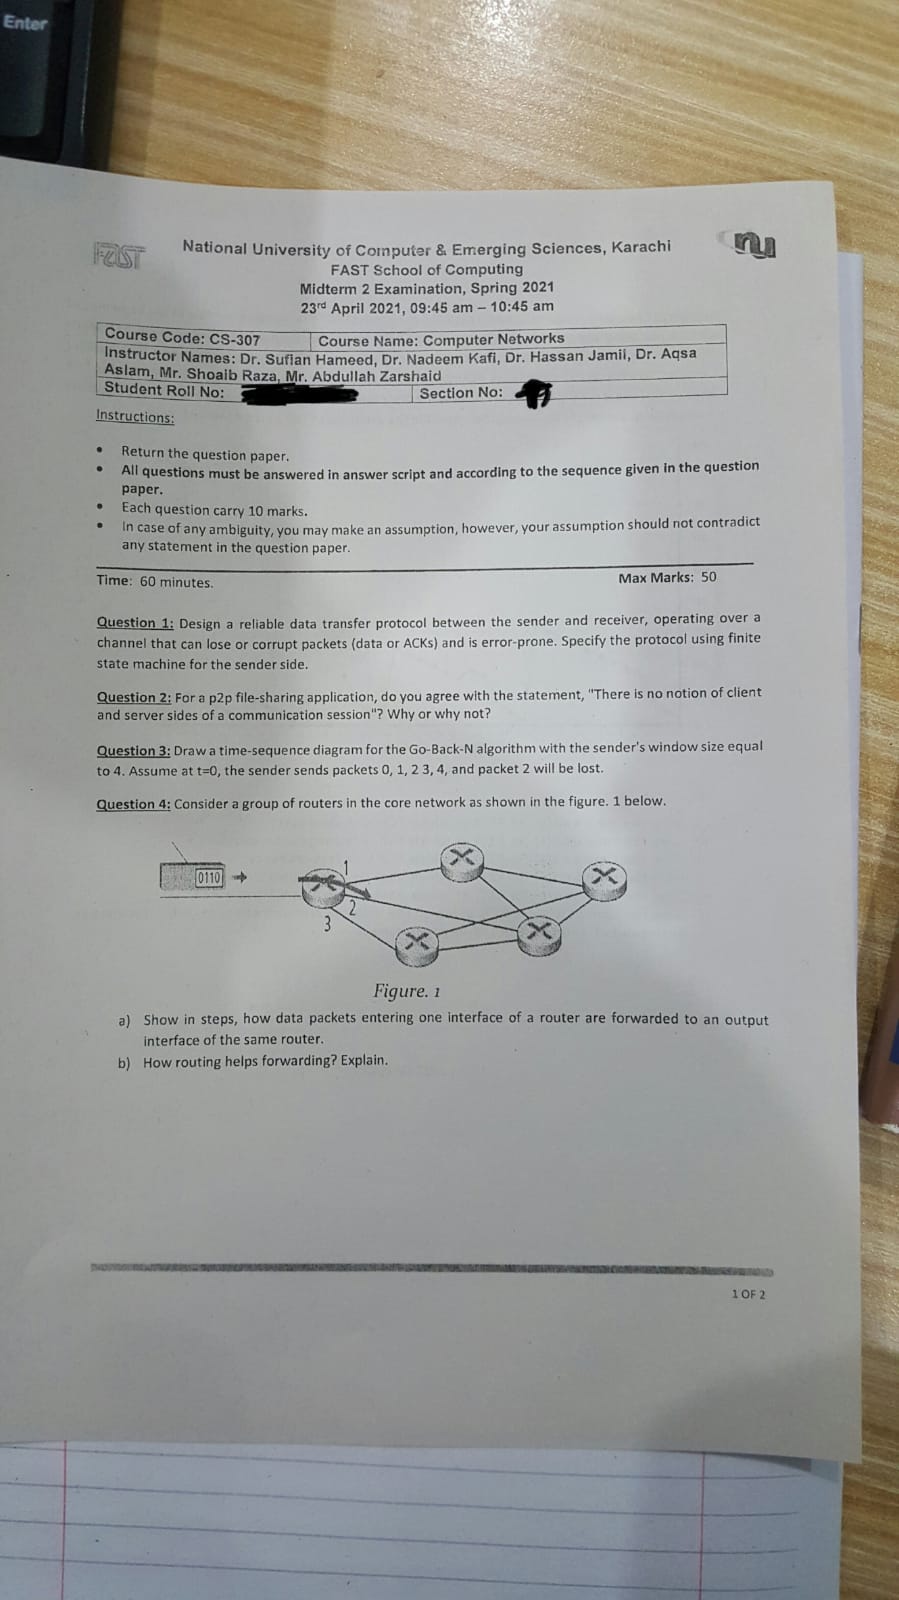 Enter
FAST
nu
National University of Computer & Emerging Sciences, Karachi
FAST School of Computing
Midterm 2 Examination, Spring 2021
23rd April 2021, 09:45 am – 10:45 am
Course Code: CS-307 Course Name: Computer Networks
Instructor Names: Dr. Sufian Hameed, Dr. Nadeem Kafi, Dr. Hassan Jamil, Dr. Aqsa
Aslam, Mr. Shoaib Raza, Mr. Abdullah Zarshaid
Student Roll No: Section No:
Instructions:
• Return the question paper.
• All questions must be answered in answer script and according to the sequence given in the question
paper.
• Each question carry 10 marks.
• In case of any ambiguity, you may make an assumption, however, your assumption should not contradict
any statement in the question paper.
Time: 60 minutes. Max Marks: 50
Question 1: Design a reliable data transfer protocol between the sender and receiver, operating over a
channel that can lose or corrupt packets (data or ACKs) and is error-prone. Specify the protocol using finite
state machine for the sender side.
Question 2: For a p2p file-sharing application, do you agree with the statement, "There is no notion of client
and server sides of a communication session"? Why or why not?
Question 3: Draw a time-sequence diagram for the Go-Back-N algorithm with the sender's window size equal
to 4. Assume at t=0, the sender sends packets 0, 1, 2 3, 4, and packet 2 will be lost.
Question 4: Consider a group of routers in the core network as shown in the figure. 1 below.
0110
1
2
3
Figure. 1
a) Show in steps, how data packets entering one interface of a router are forwarded to an output
interface of the same router.
b) How routing helps forwarding? Explain.
1 OF 2